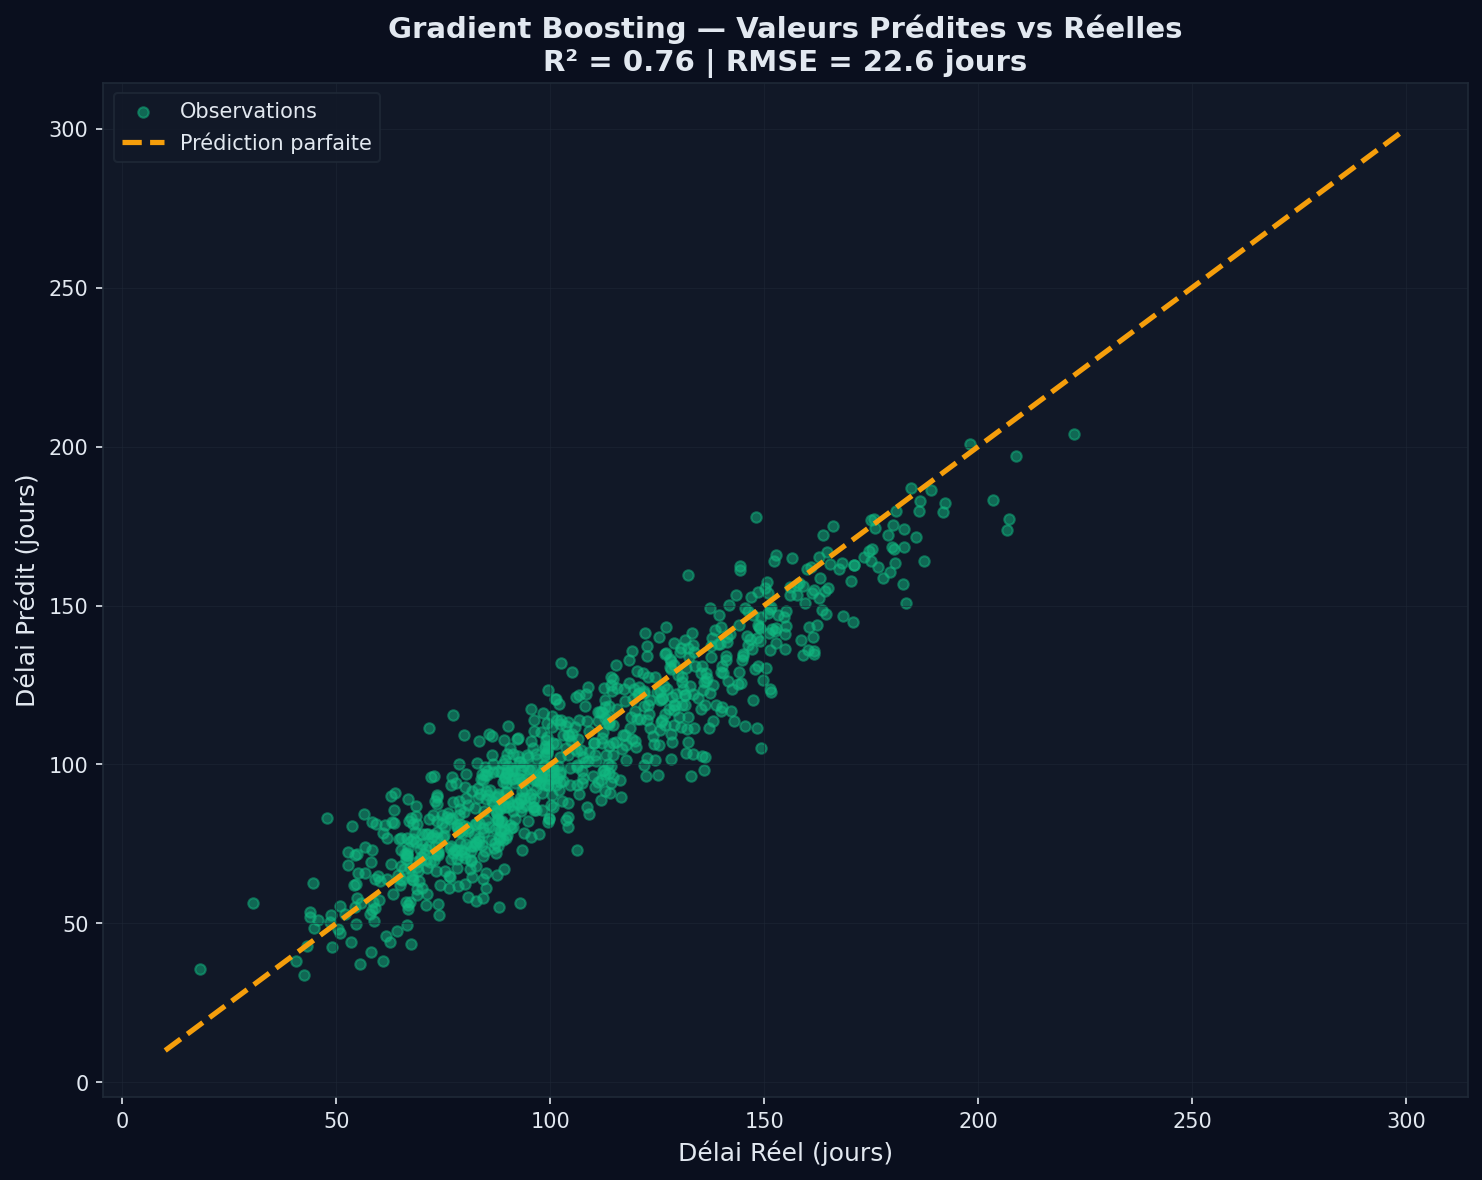 Gradient Boosting — Valeurs Prédites vs Réelles
R² = 0.76 | RMSE = 22.6 jours
Observations
Prédiction parfaite
Délai Prédit (jours)
300
250
200
150
100
50
0
0 50 100 150 200 250 300
Délai Réel (jours)